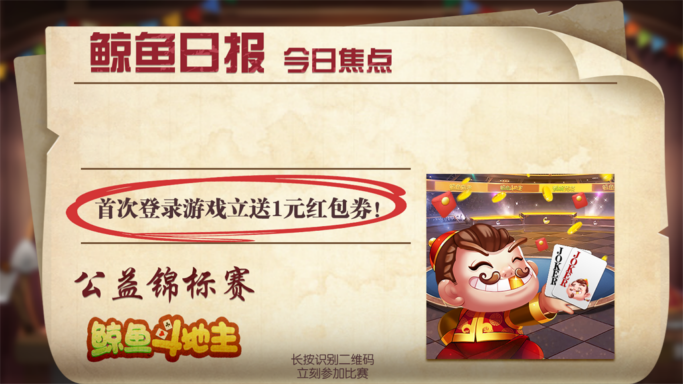 鲸鱼日报 今日焦点
首次登录游戏立送1元红包券!
JOKER
JOKER
公益锦标赛
鲸鱼斗地主
长按识别二维码
立刻参加比赛